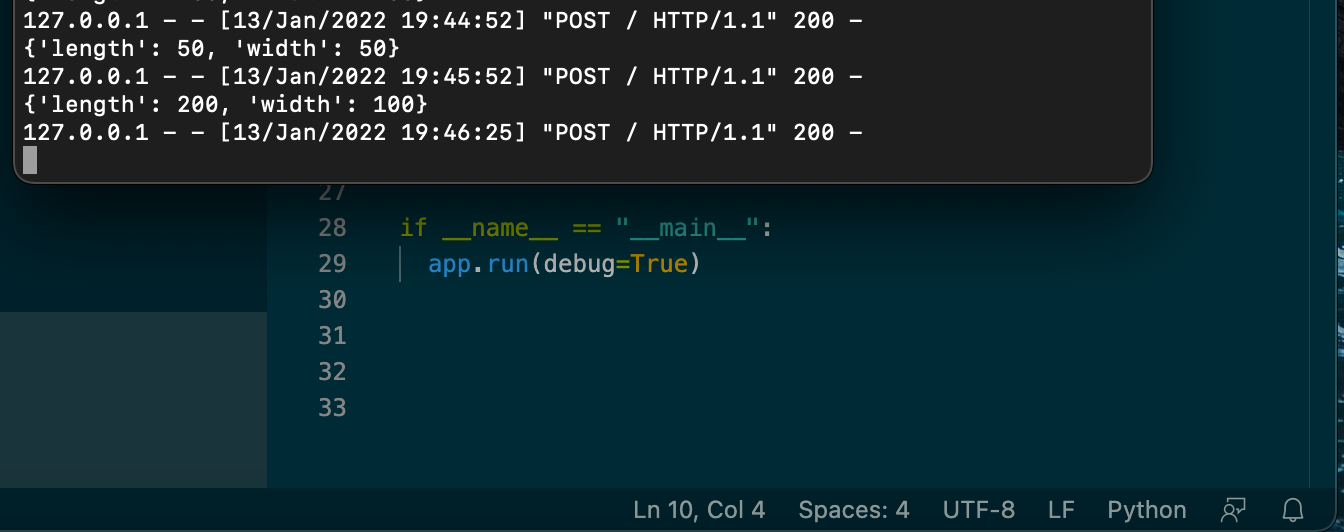 127.0.0.1 - - [13/Jan/2022 19:44:52] "POST / HTTP/1.1" 200 -
{'length': 50, 'width': 50}
127.0.0.1 - - [13/Jan/2022 19:45:52] "POST / HTTP/1.1" 200 -
{'length': 200, 'width': 100}
127.0.0.1 - - [13/Jan/2022 19:46:25] "POST / HTTP/1.1" 200 -
27
28 if __name__ == "__main__":
29 app.run(debug=True)
30
31
32
33
Ln 10, Col 4 Spaces: 4 UTF-8 LF Python